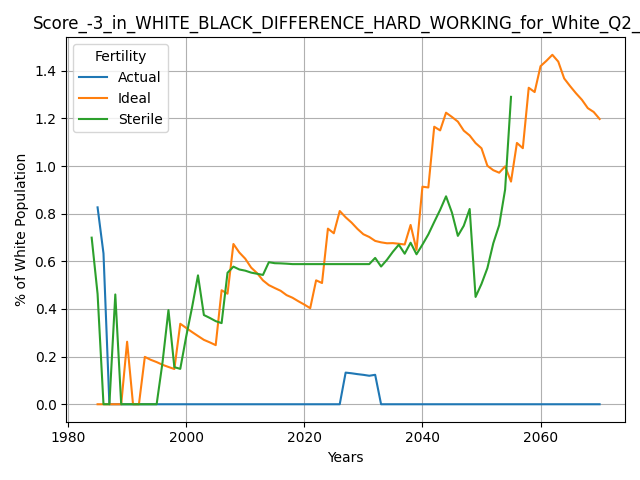 Score_-3_in_WHITE_BLACK_DIFFERENCE_HARD_WORKING_for_White_Q2_
Fertility
Actual
Ideal
Sterile
% of White Population
1.4
1.2
1.0
0.8
0.6
0.4
0.2
0.0
1980
2000
2020
2040
2060
Years